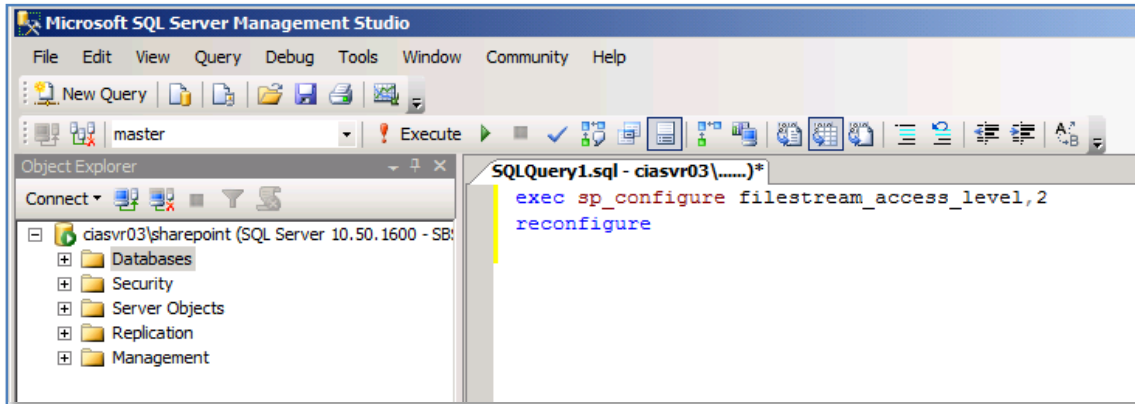 Microsoft SQL Server Management Studio
File Edit View Query Debug Tools Window Community Help
New Query
master Execute
Object Explorer
SQLQuery1.sql - ciasvr03\......)*
Connect
exec sp_configure filestream_access_level,2
reconfigure
ciasvr03\sharepoint (SQL Server 10.50.1600 - SB
Databases
Security
Server Objects
Replication
Management